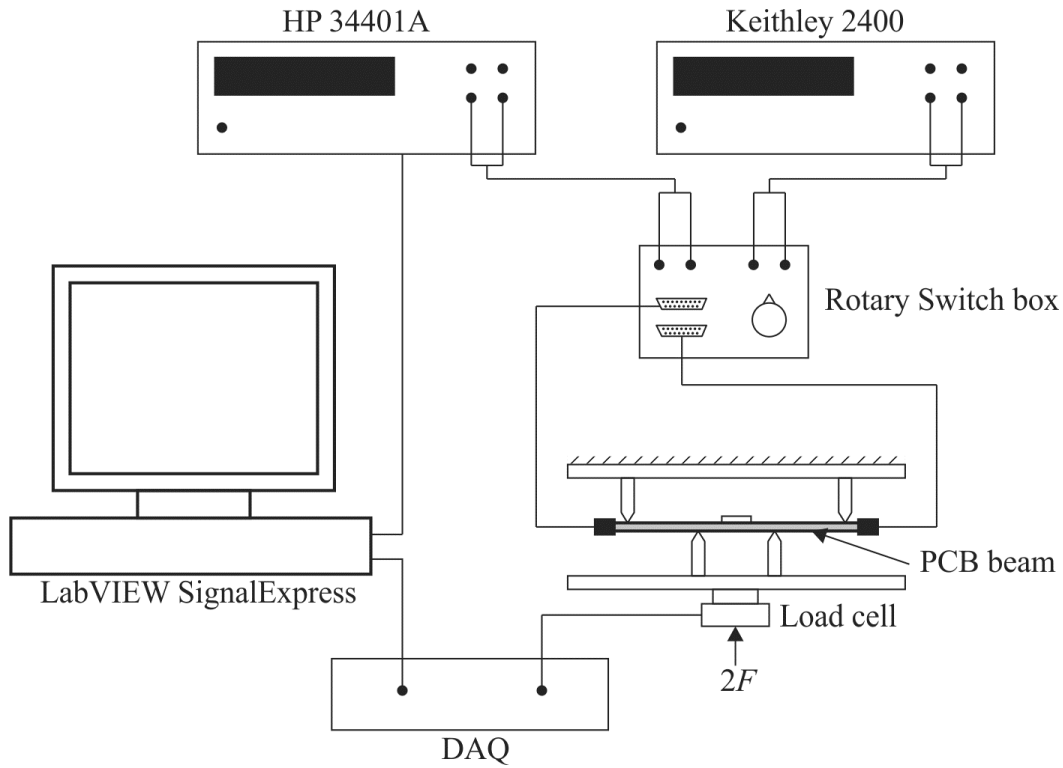 HP 34401A
Keithley 2400
Rotary Switch box
PCB beam
LabVIEW SignalExpress
Load cell
2F
DAQ